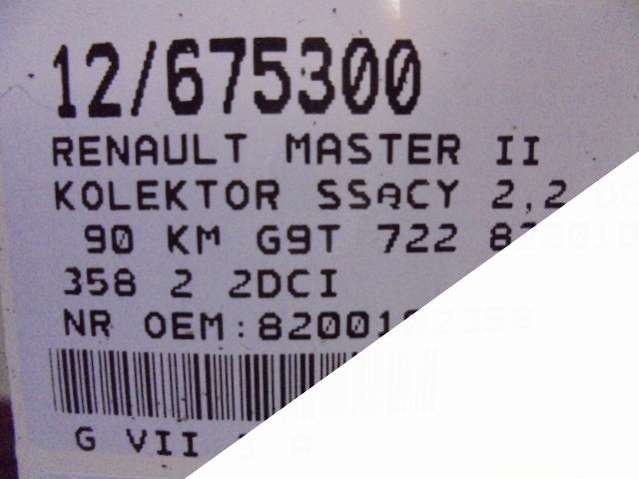 12/675300
RENAULT MASTER II
KOLEKTOR SSACY 2,2
90 KM G9T 722
358 2 2DCI
NR OEM:8200102358
G VII